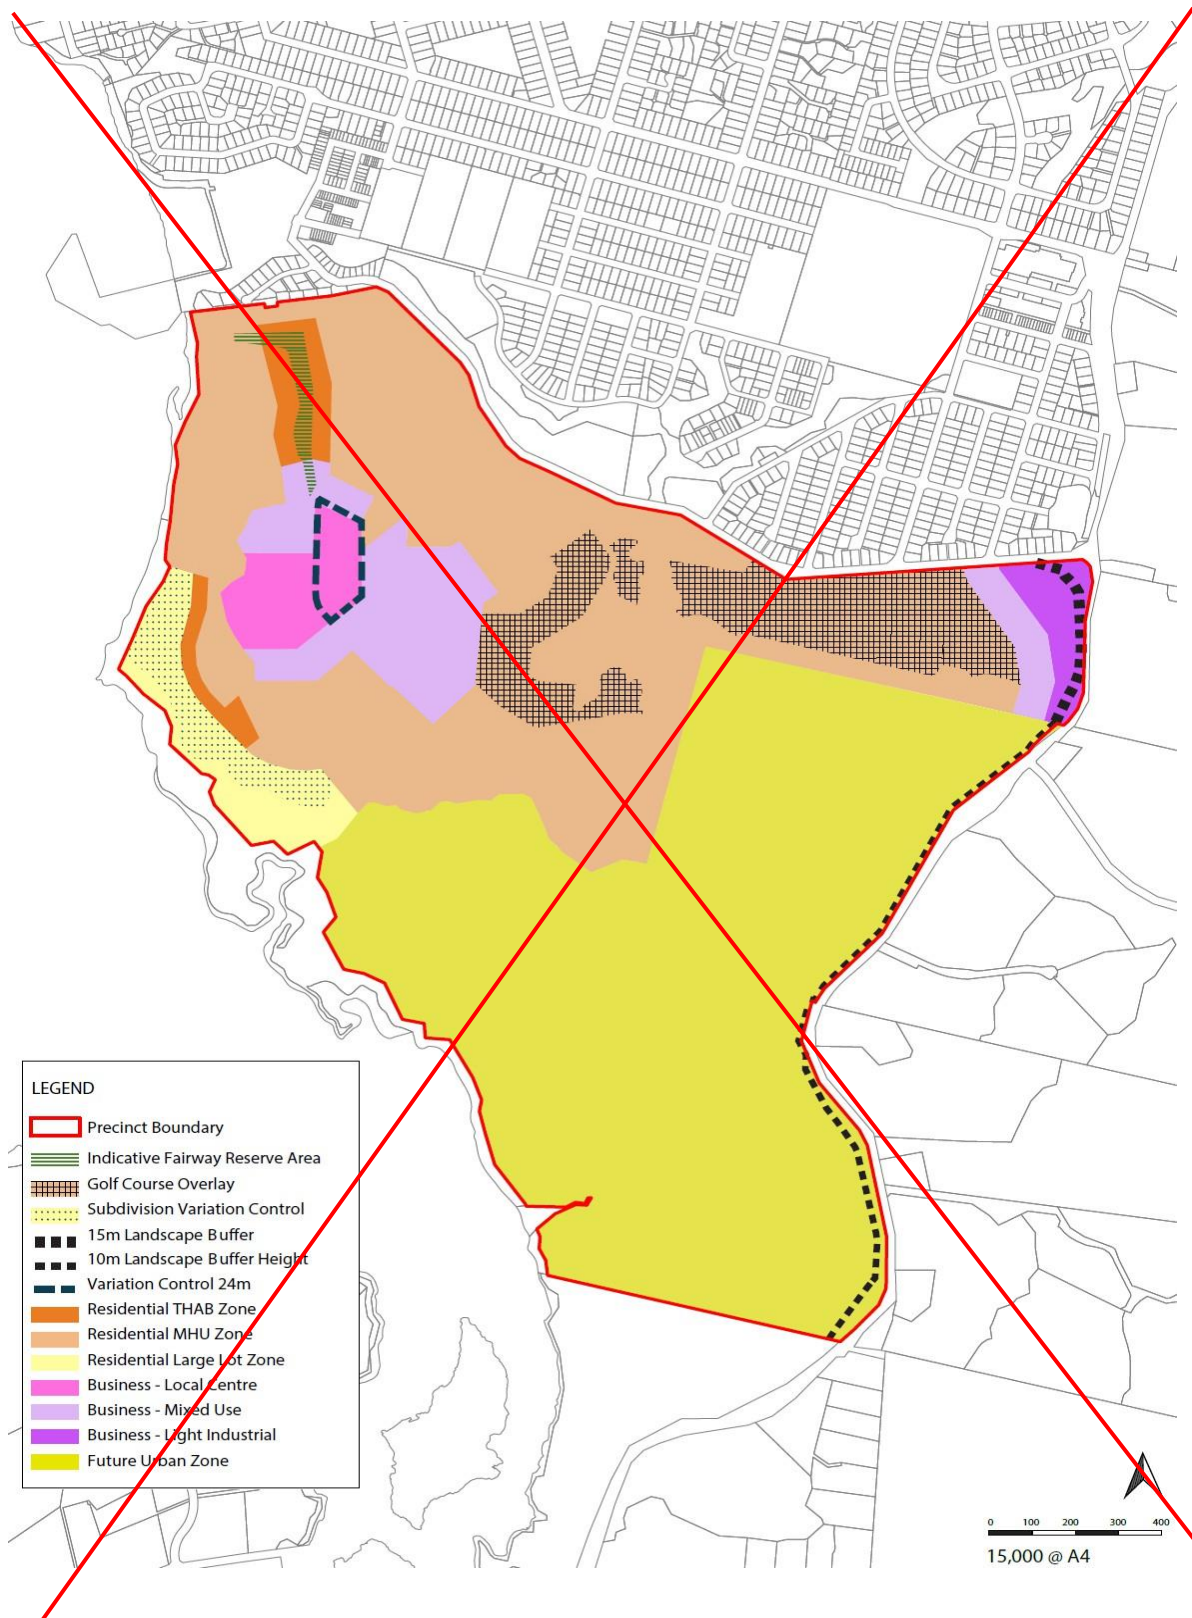 LEGEND
Precinct Boundary
Indicative Fairway Reserve Area
Golf Course Overlay
Subdivision Variation Control
15m Landscape Buffer
10m Landscape Buffer Height
Variation Control 24m
Residential THAB Zone
Residential MHU Zone
Residential Large Lot Zone
Business - Local Centre
Business - Mixed Use
Business - Light Industrial
Future Urban Zone
0 100 200 300 400
15,000 @ A4